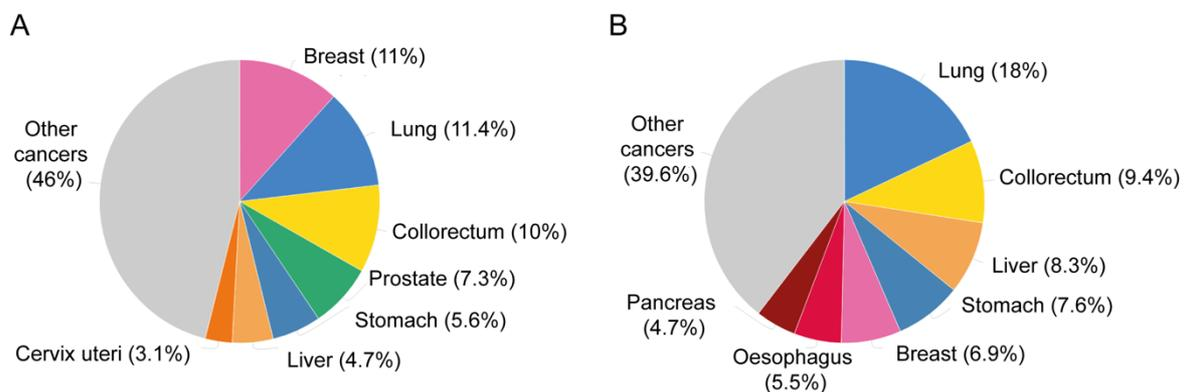 A
Breast (11%)
Lung (11.4%)
Collorectum (10%)
Prostate (7.3%)
Stomach (5.6%)
Liver (4.7%)
Cervix uteri (3.1%)
Other
cancers
(46%)
B
Lung (18%)
Collorectum (9.4%)
Liver (8.3%)
Stomach (7.6%)
Breast (6.9%)
Oesophagus
(5.5%)
Pancreas
(4.7%)
Other
cancers
(39.6%)